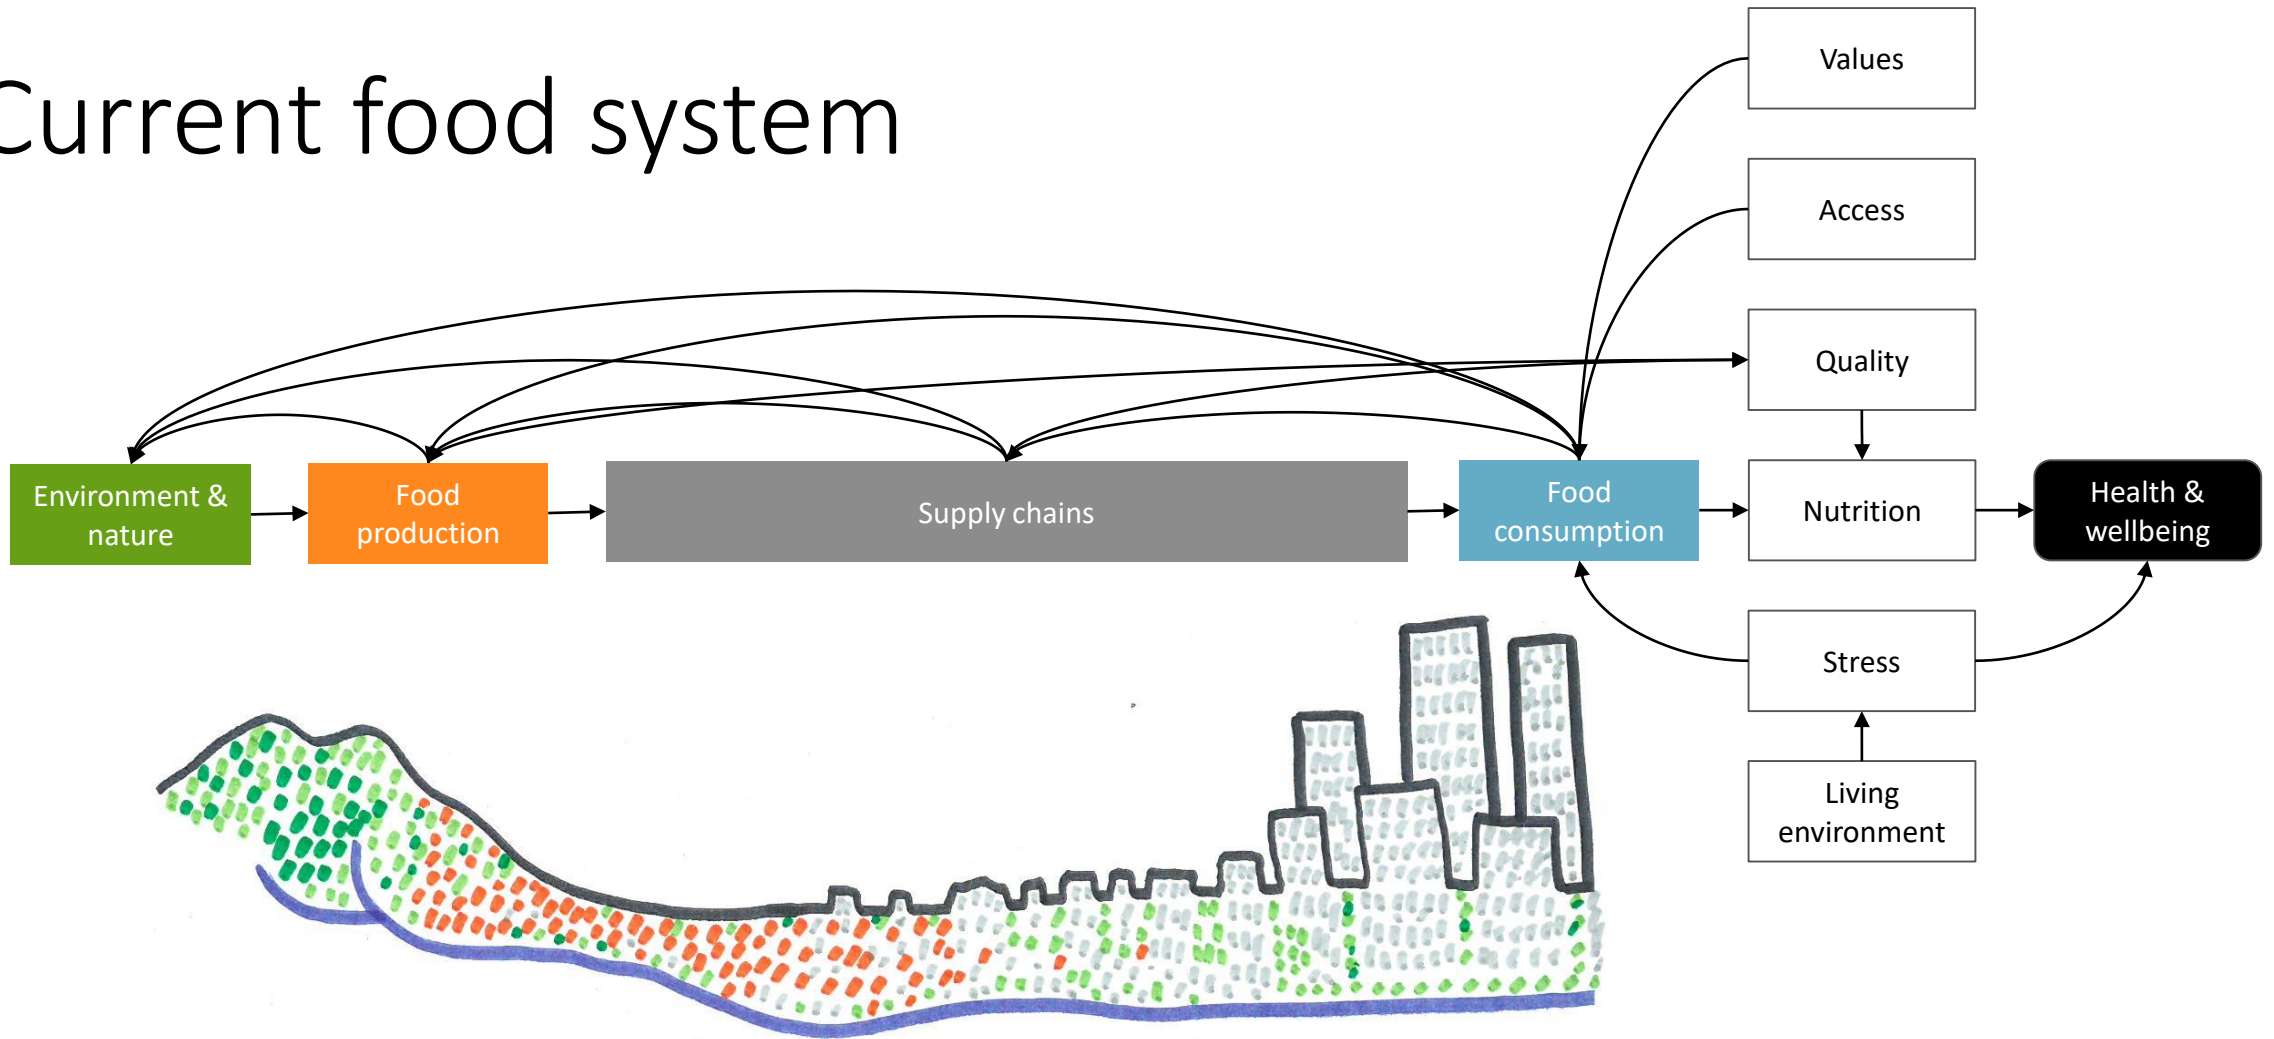 Current food system
Values
Access
Quality
Environment &
nature
Food
production
Supply chains
Food
consumption
Nutrition
Health &
wellbeing
Stress
Living
environment